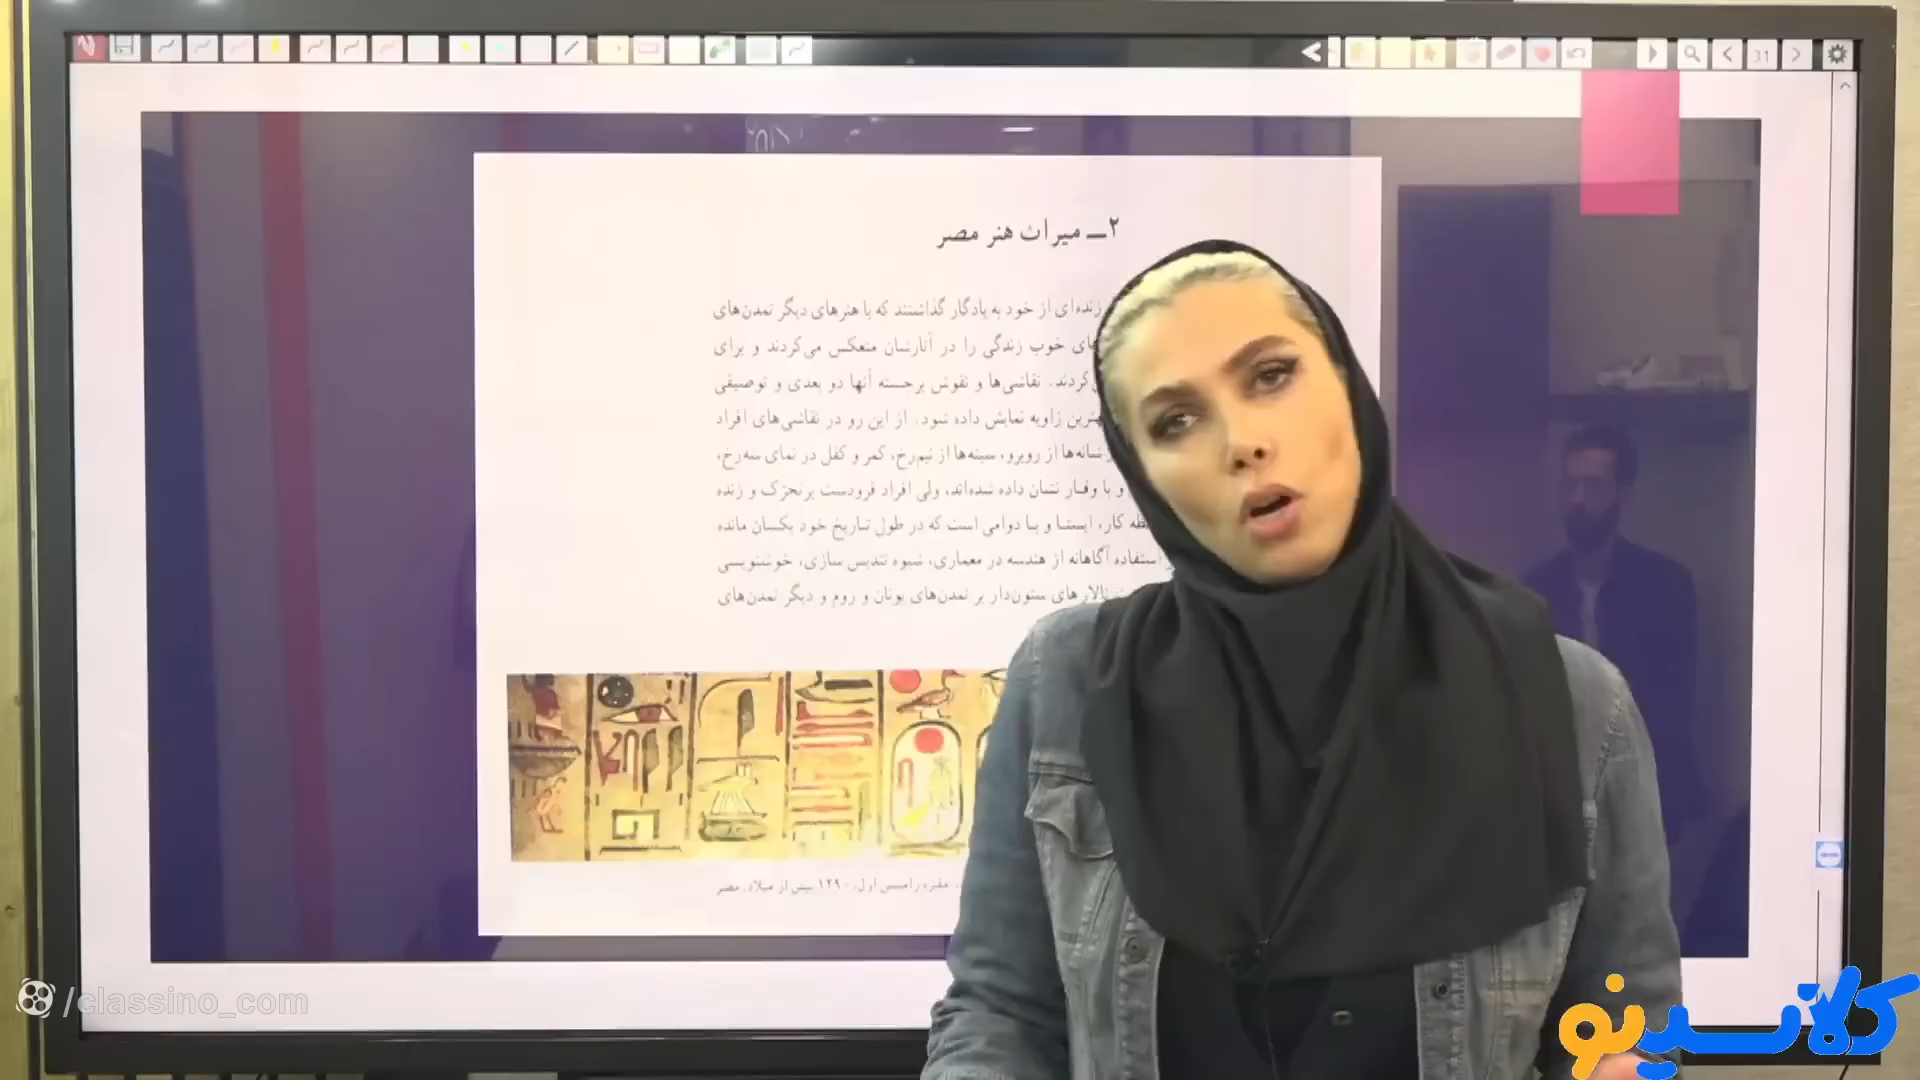 31
۲ــ میراث هنر مصر
زنده‌ای از خود به یادگار گذاشتند که با هنرهای دیگر تمدن‌های
های خوب زندگی را در آثارشان منعکس می‌کردند و برای
کردند. نقاشی‌ها و نقوش برجسته آنها دو بعدی و توصیفی
بهترین زاویه نمایش داده شود. از این رو در نقاشی‌های افراد
شانه‌ها از روبرو، سینه‌ها از نیم‌رخ، کمر و کفل در نمای سه‌رخ،
و با وقار نشان داده شده‌اند، ولی افراد فرودست پرتحرّک و زنده
کار، ایستا و با دوامی است که در طول تاریخ خود یکسان مانده
استفاده آگاهانه از هندسه در معماری، شیوه تندیس سازی، خوشنویسی
تالارهای ستون‌دار بر تمدن‌های یونان و روم و دیگر تمدن‌های
مقبره رامسس اول، ۱۲۹۰ پیش از میلاد، مصر
/classino_com
کلاسینو